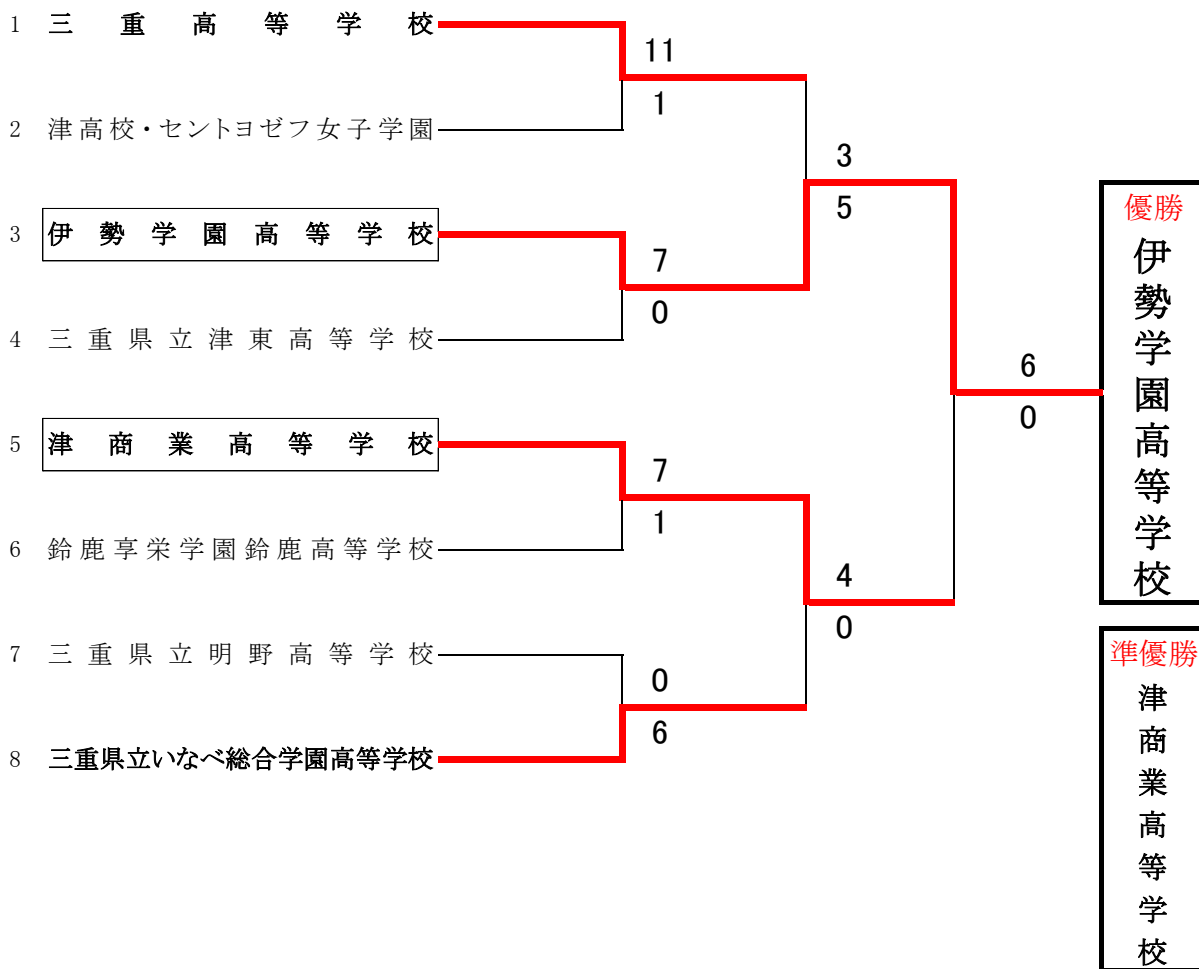 1 三重高等学校
11
1
2 津高校・セントヨゼフ女子学園
3
5
3 伊勢学園高等学校
7
0
4 三重県立津東高等学校
6
0
5 津商業高等学校
7
1
6 鈴鹿享栄学園鈴鹿高等学校
4
0
7 三重県立明野高等学校
0
6
8 三重県立いなべ総合学園高等学校
優勝
伊勢学園高等学校
準優勝
津商業高等学校